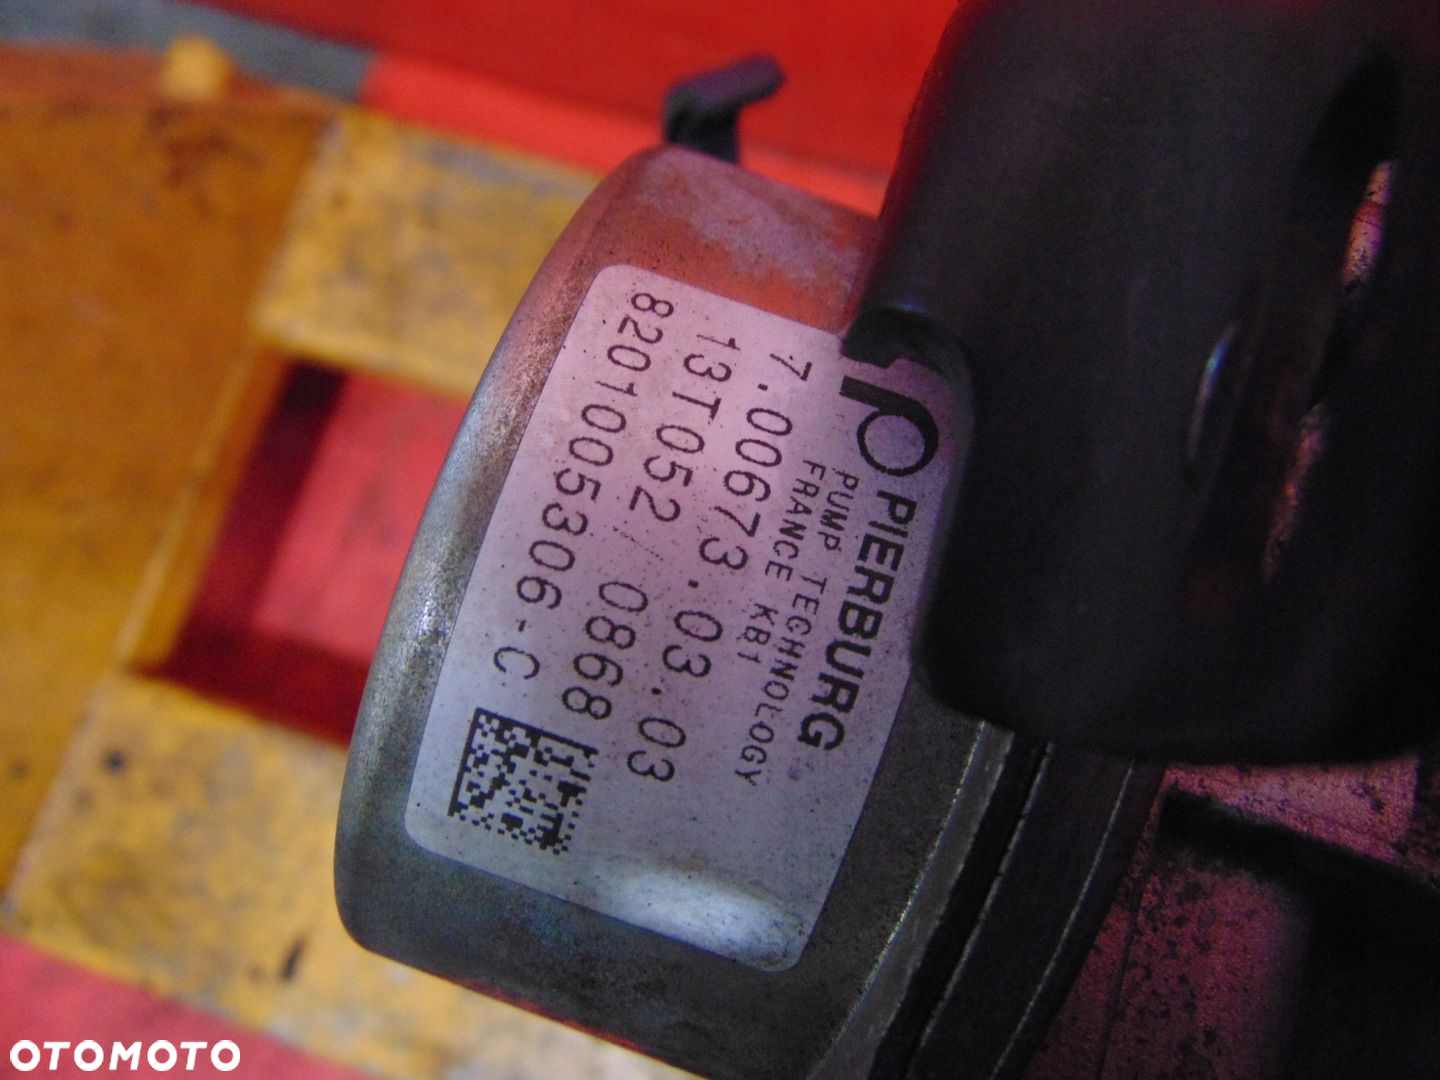 PIERBURG
PUMP TECHNOLOGY
FRANCE KB1
7.00673.03.03
13T052/0868
8201005306-C
OTOMOTO